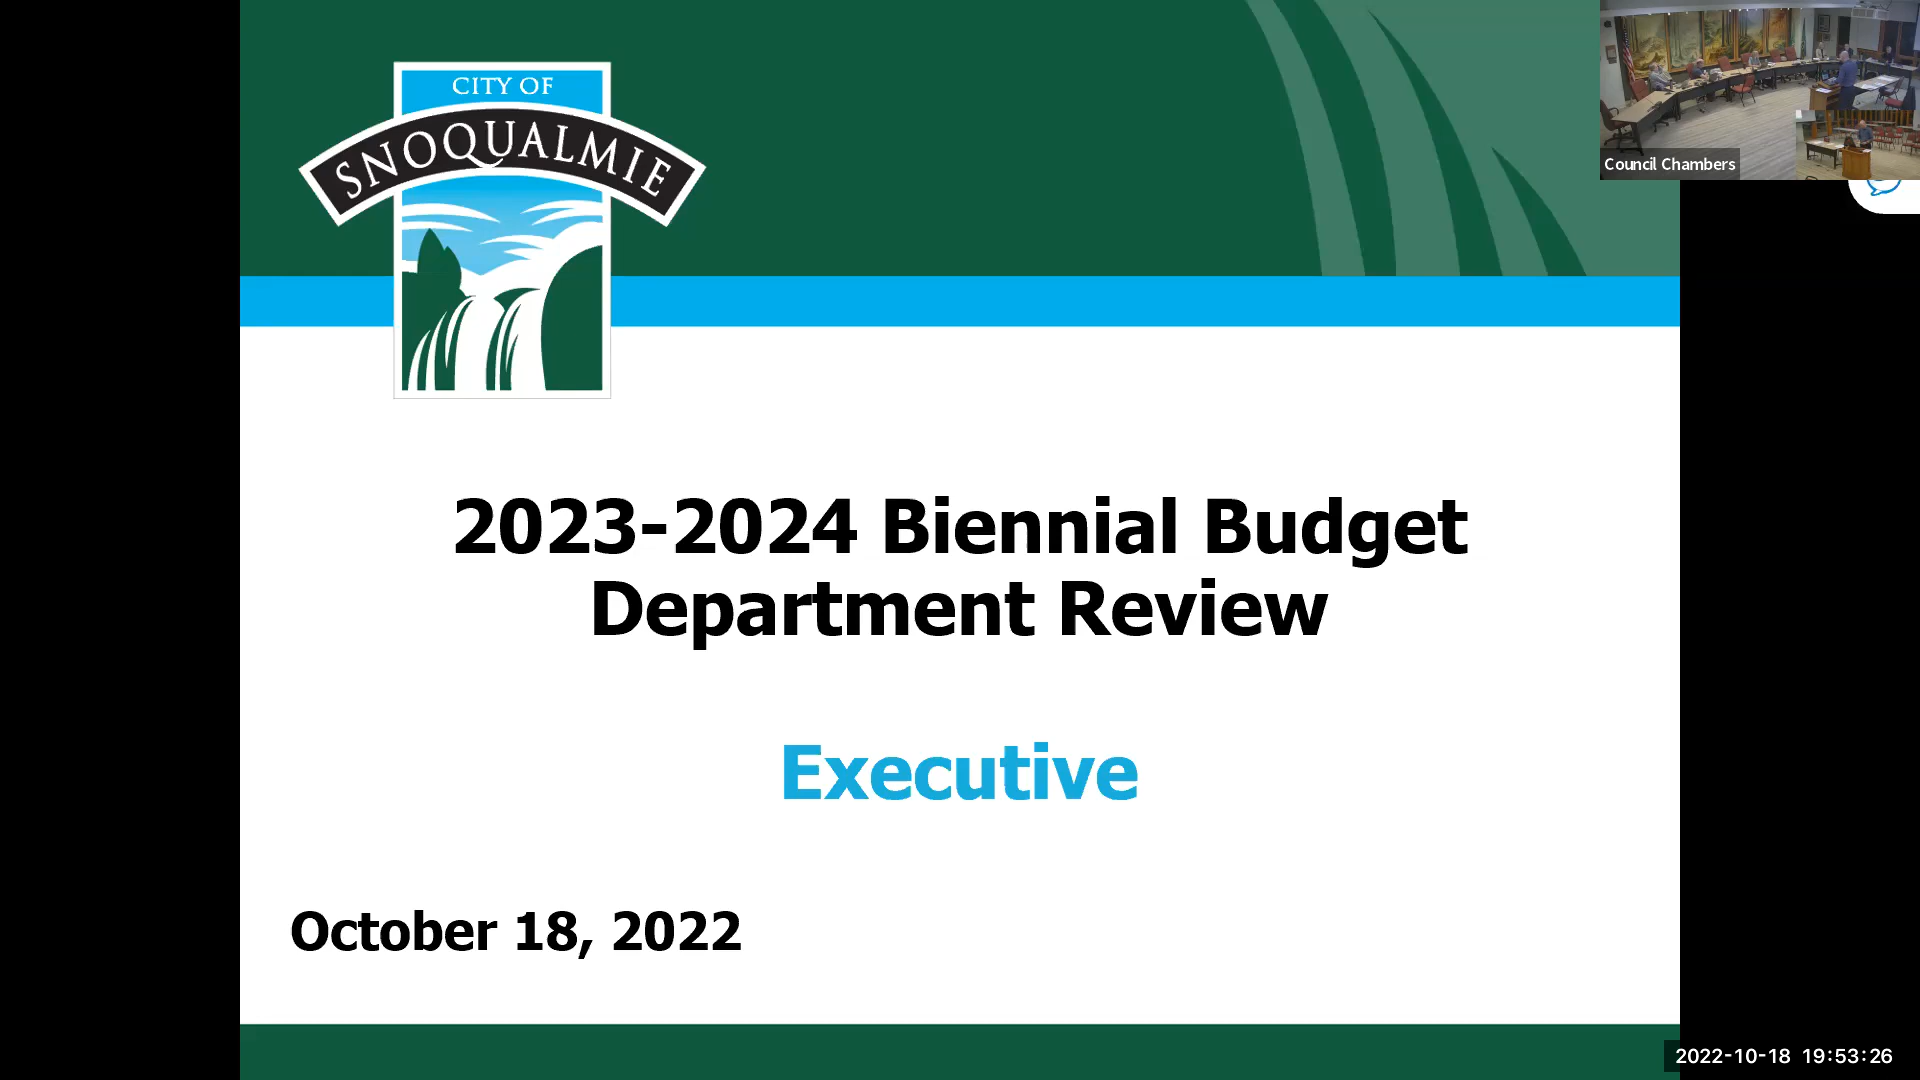 CITY OF
SNOQUALMIE
Council Chambers
2023-2024 Biennial Budget
Department Review
Executive
October 18, 2022
2022-10-18 19:53:26